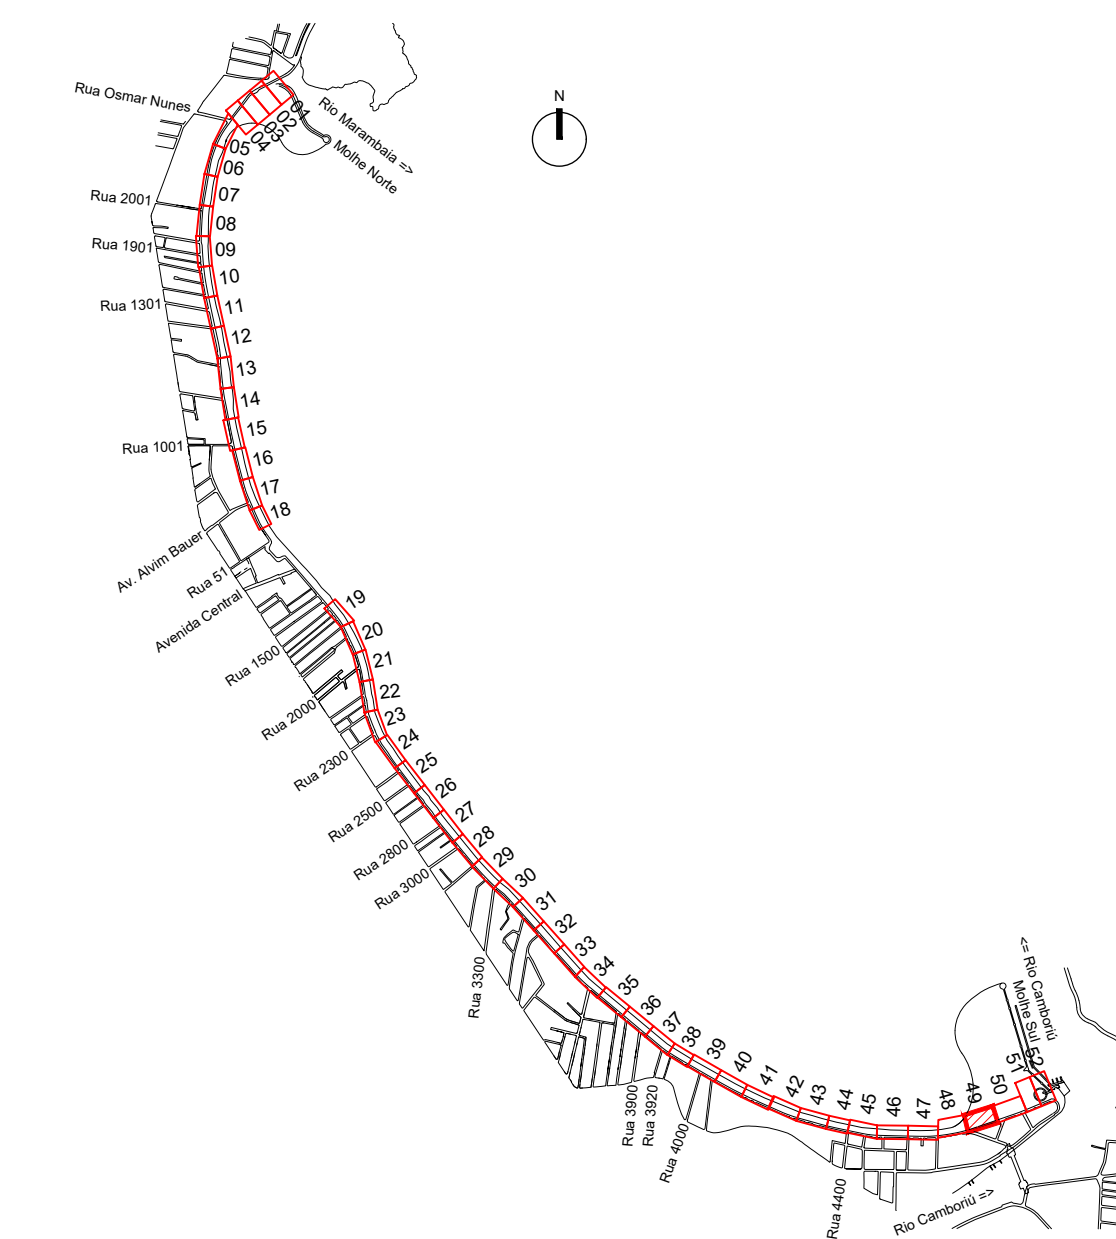 N
Rua Osmar Nunes
Rio Marambaia =>
Molhe Norte
01
02
03
04
05
06
Rua 2001
07
08
Rua 1901
09
10
Rua 1301
11
12
13
14
15
Rua 1001
16
17
18
Av. Alvim Bauer
Rua 51
Avenida Central
19
20
Rua 1500
21
22
Rua 2000
23
24
Rua 2300
25
26
Rua 2500
27
28
Rua 2800
29
Rua 3000
30
31
32
33
Rua 3300
34
35
36
37
38
39
40
41
42
43
44
45
46
47
48
49
50
51
52
<= Rio Camboriú
Molhe Sul
Rua 3900
Rua 3920
Rua 4000
Rua 4400
Rio Camboriú =>